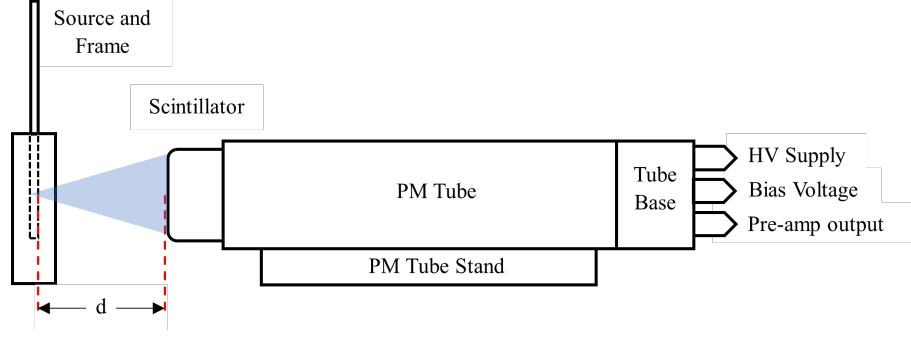 Source and
Frame
Scintillator
PM Tube
Tube
Base
HV Supply
Bias Voltage
Pre-amp output
PM Tube Stand
d